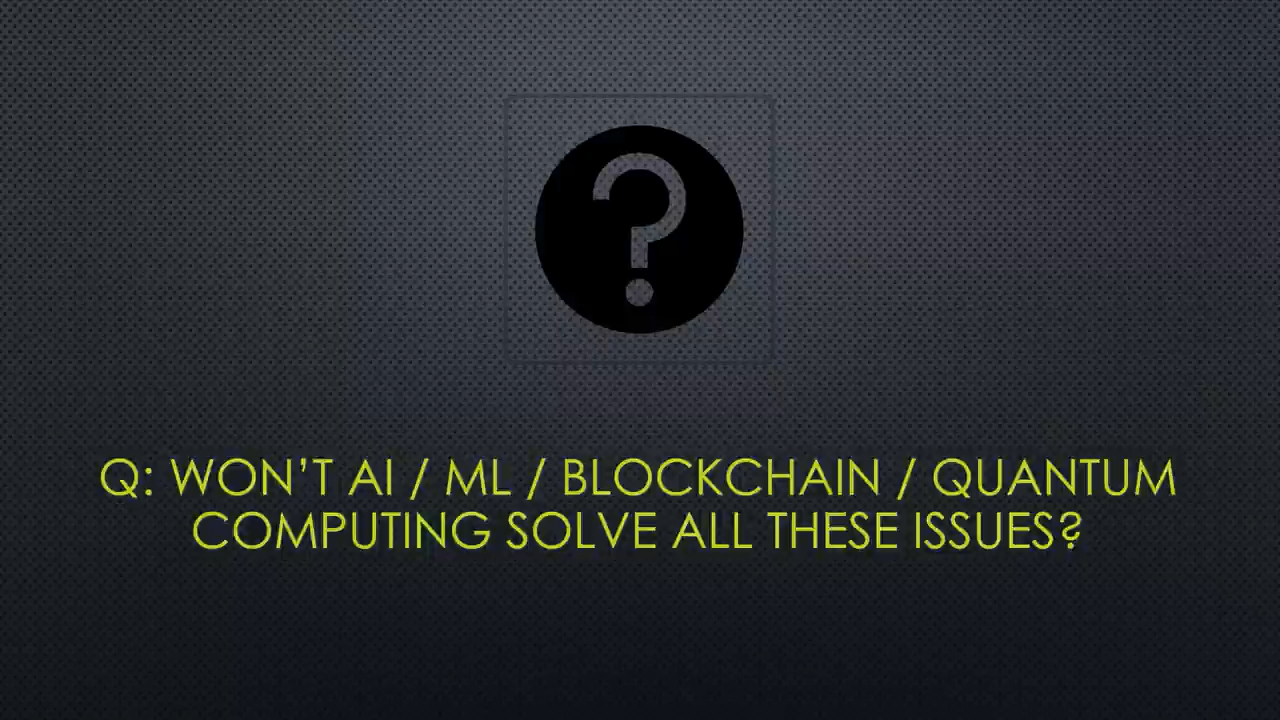 Q: WON’T AI / ML / BLOCKCHAIN / QUANTUM
COMPUTING SOLVE ALL THESE ISSUES?